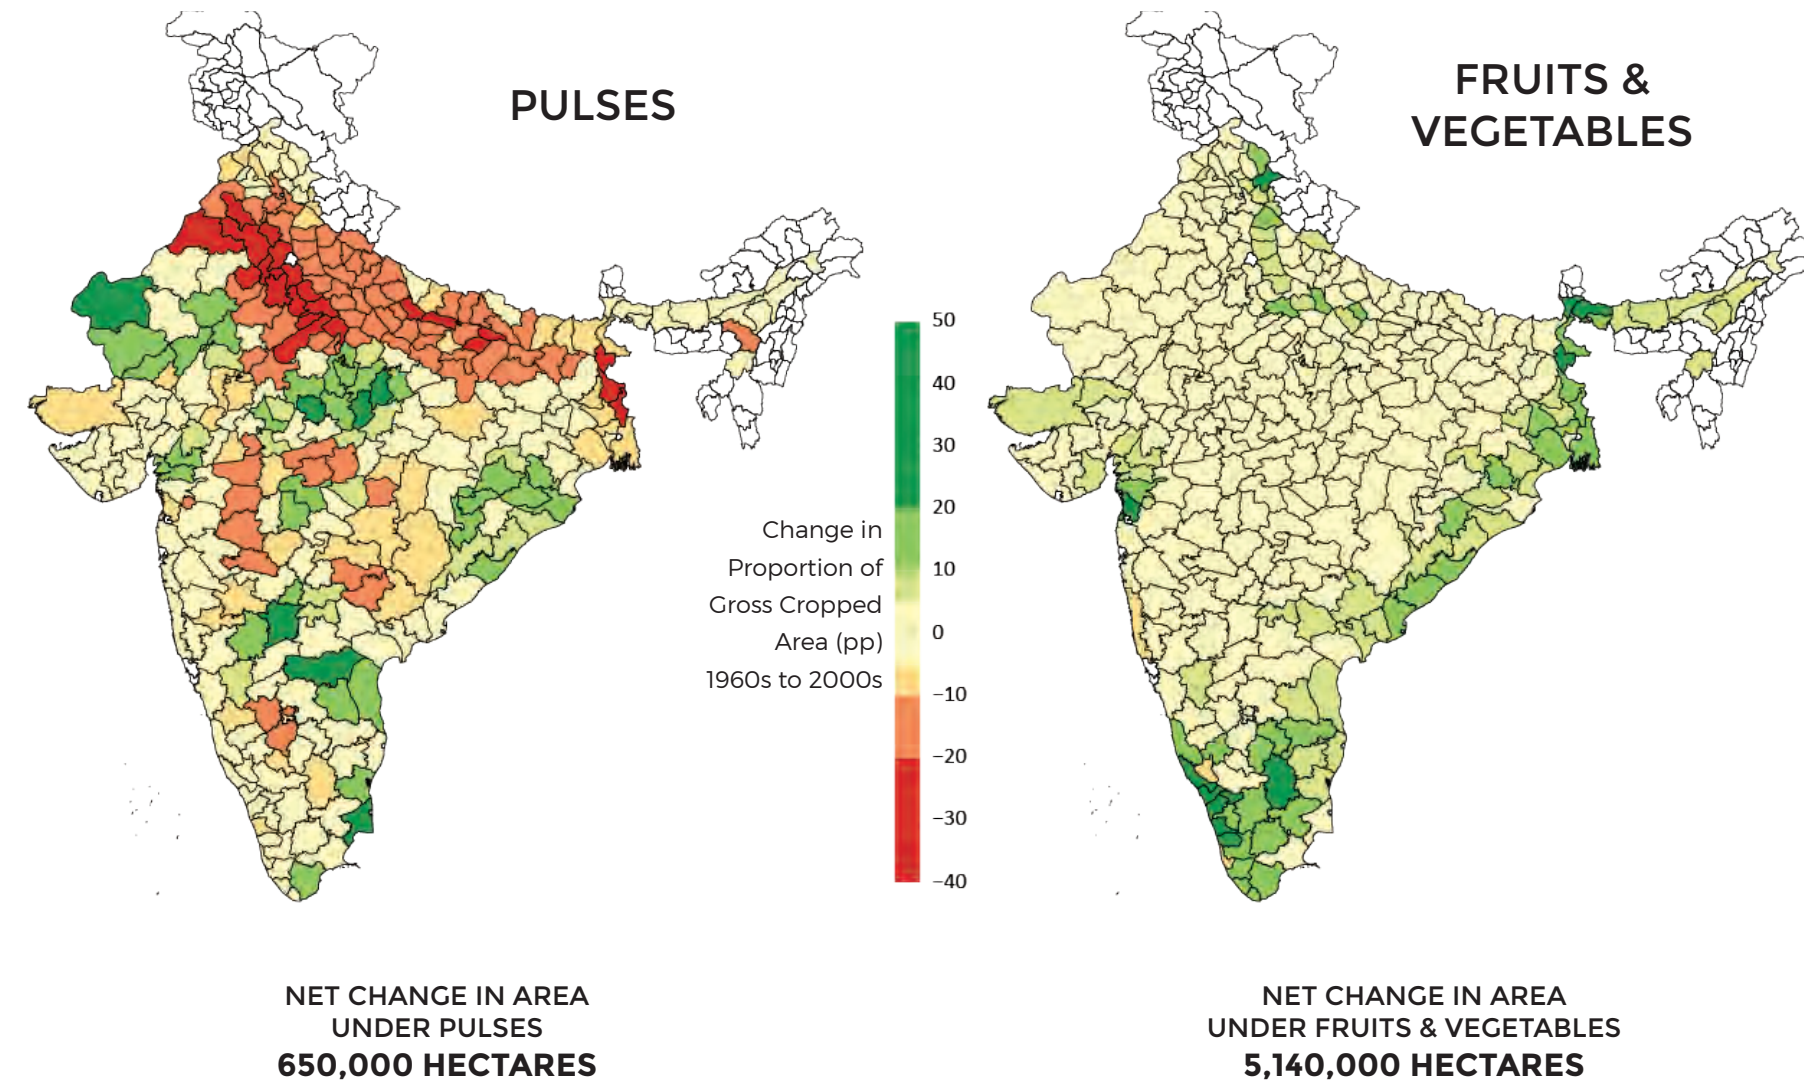 PULSES
FRUITS &
VEGETABLES
Change in
Proportion of
Gross Cropped
Area (pp)
1960s to 2000s
50
40
30
20
10
0
−10
−20
−30
−40
NET CHANGE IN AREA
UNDER PULSES
650,000 HECTARES
NET CHANGE IN AREA
UNDER FRUITS & VEGETABLES
5,140,000 HECTARES